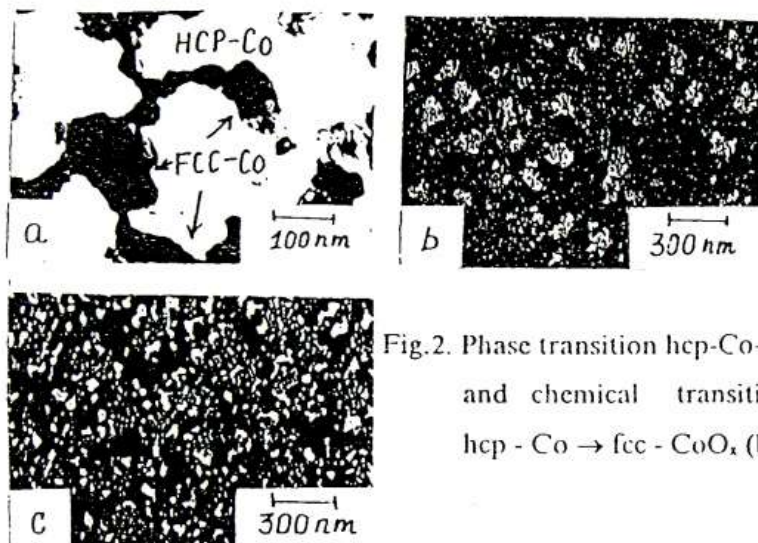 HCP-Co
FCC-Co
a
100 nm
b
300 nm
Fig.2. Phase transition hcp-Co-
and chemical transiti
hcp - Co → fcc - CoOₓ (
c
300 nm